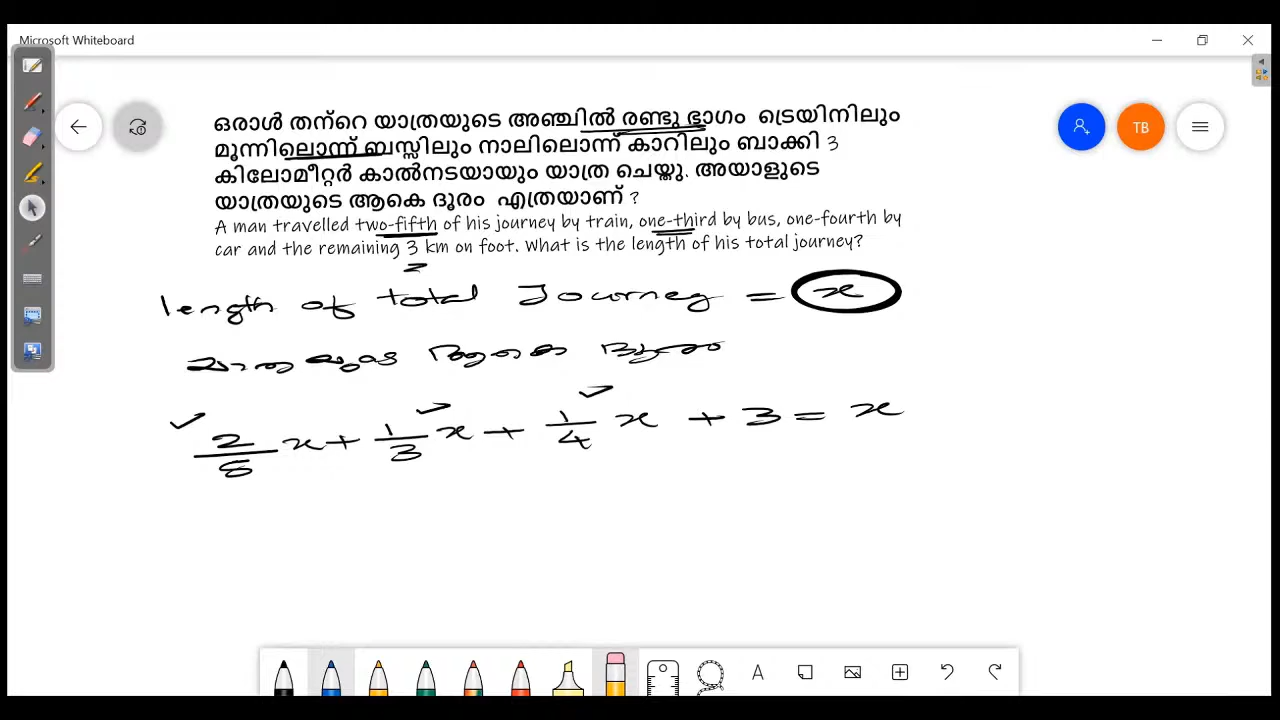 Microsoft Whiteboard
TB
ഒരാൾ തന്റെ യാത്രയുടെ അഞ്ചിൽ രണ്ടു ഭാഗം ട്രെയിനിലും
മൂന്നിലൊന്ന് ബസ്സിലും നാലിലൊന്ന് കാറിലും ബാക്കി 3
കിലോമീറ്റർ കാൽനടയായും യാത്ര ചെയ്തു. അയാളുടെ
യാത്രയുടെ ആകെ ദൂരം എത്രയാണ് ?
A man travelled two-fifth of his journey by train, one-third by bus, one-fourth by
car and the remaining 3 km on foot. What is the length of his total journey?
length of total Journey = x
യാത്രയുടെ ആകെ ദൂരം
2/5 x + 1/3 x + 1/4 x + 3 = x
A